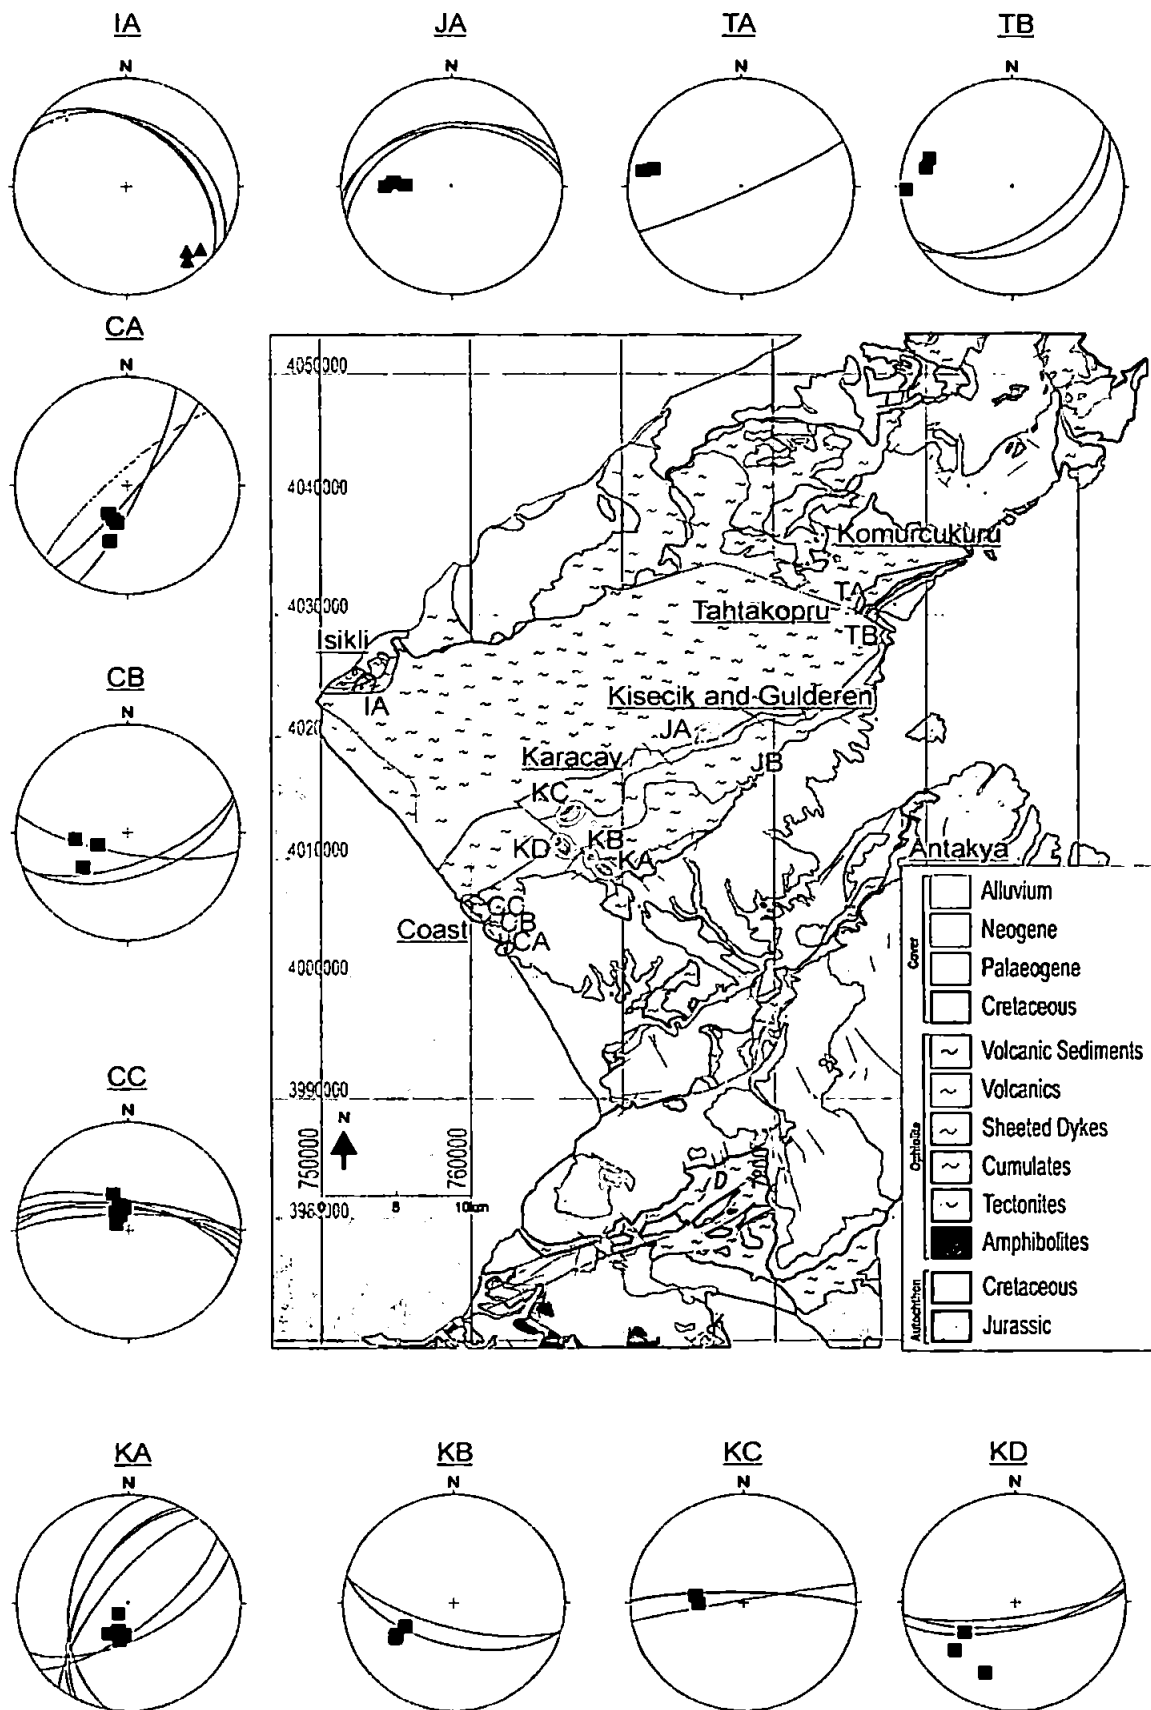 IA
JA
TA
TB
N
N
N
N
CA
N
CB
N
CC
N
4050000
4040000
4030000
4020
4010000
4000000
3990000
3980000
Komurcukuru
TA
Tahtakopru
TB
Isikli
IA
Kisecik and Gulderen
JA
JB
Karacay
KC
KB
KD
KA
Antakya
CC
CB
CA
Coast
N
750000
760000
0
5
10km
D
K
Cover
Alluvium
Neogene
Palaeogene
Cretaceous
Ophiolite
Volcanic Sediments
Volcanics
Sheeted Dykes
Cumulates
Tectonites
Amphibolites
Autochthon
Cretaceous
Jurassic
KA
KB
KC
KD
N
N
N
N